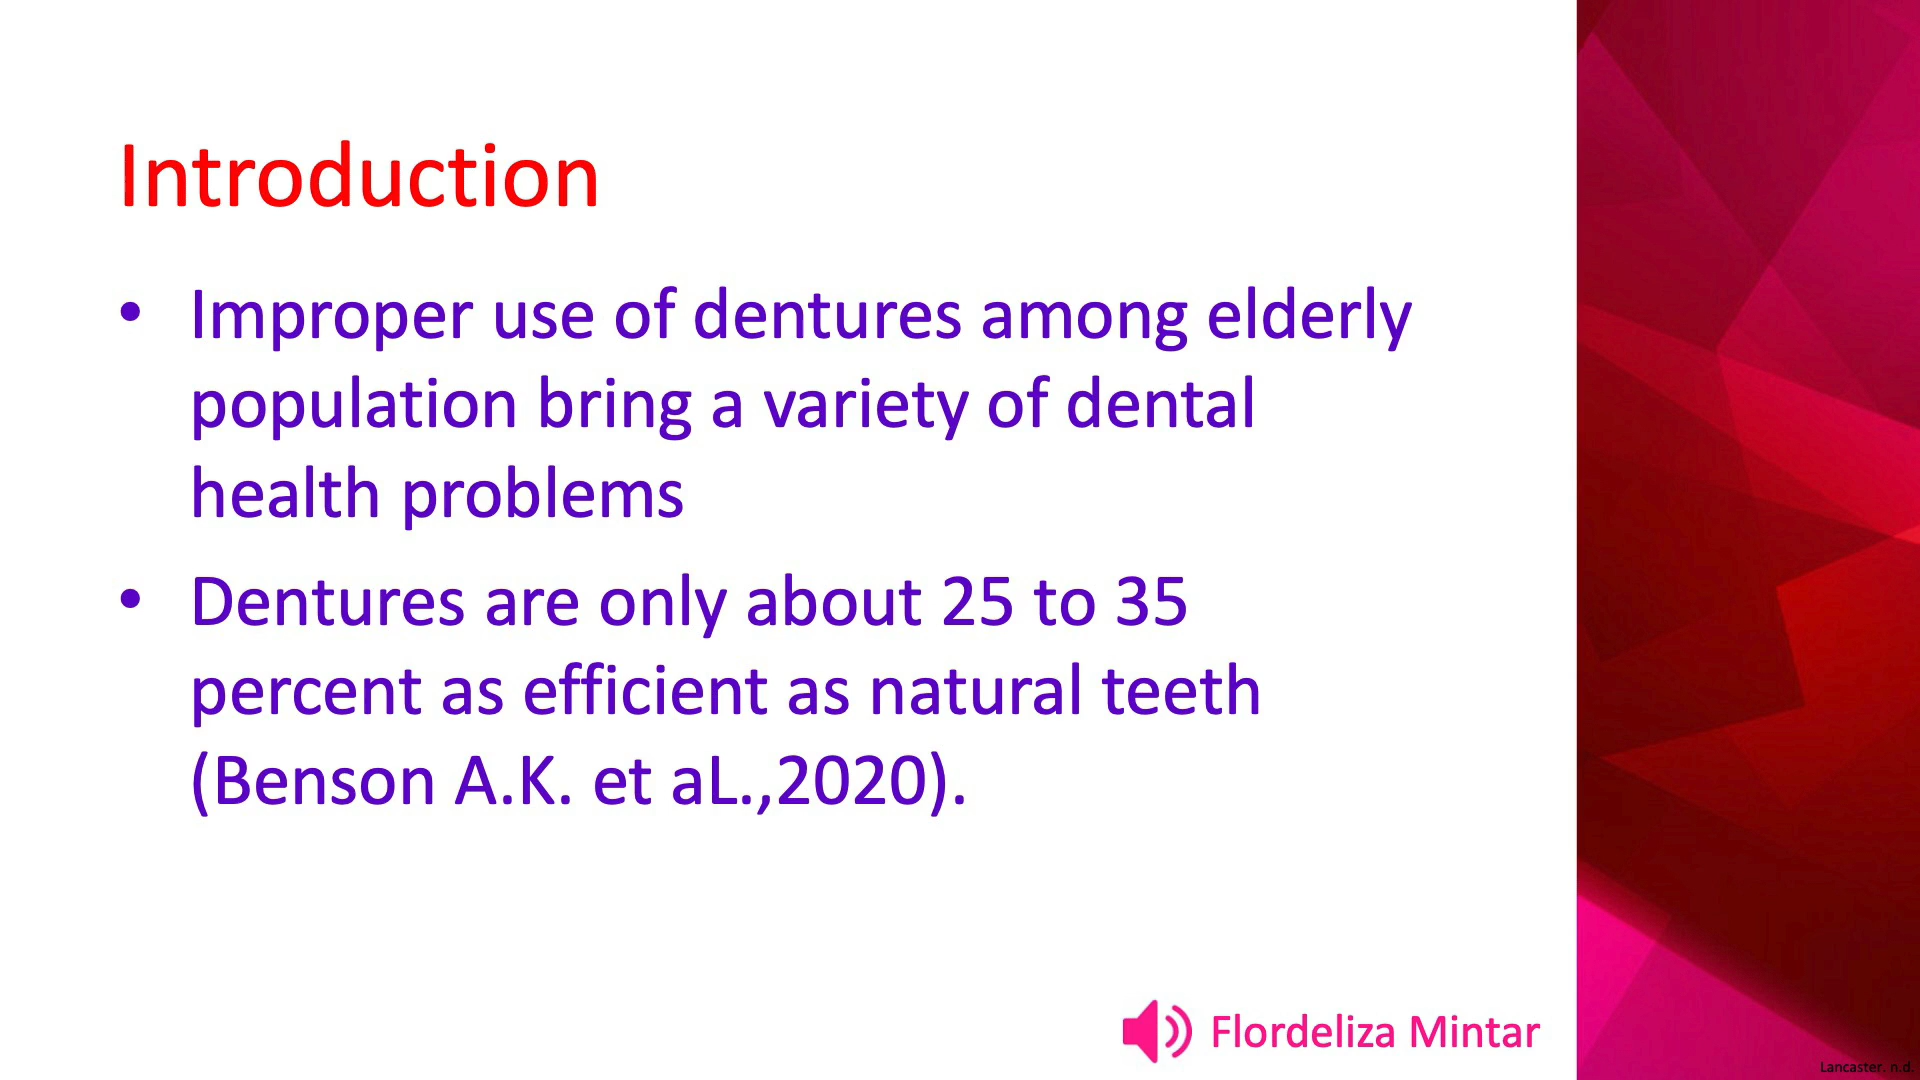 Introduction
• Improper use of dentures among elderly
population bring a variety of dental
health problems
• Dentures are only about 25 to 35
percent as efficient as natural teeth
(Benson A.K. et aL.,2020).
Flordeliza Mintar
Lancaster. n.d.